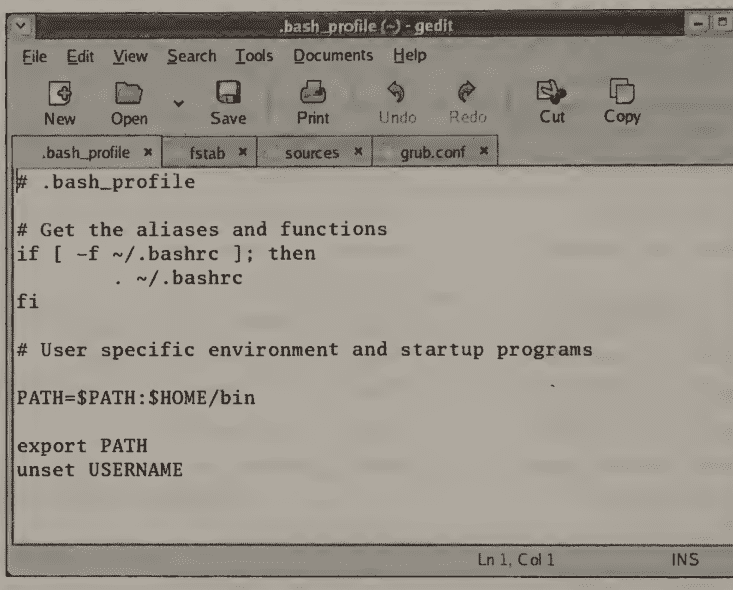 .bash_profile (~) - gedit
File Edit View Search Tools Documents Help
New Open Save Print Undo Redo Cut Copy
.bash_profile × fstab × sources × grub.conf ×
# .bash_profile
# Get the aliases and functions
if [ -f ~/.bashrc ]; then
. ~/.bashrc
fi
# User specific environment and startup programs
PATH=$PATH:$HOME/bin
export PATH
unset USERNAME
Ln 1, Col 1 INS